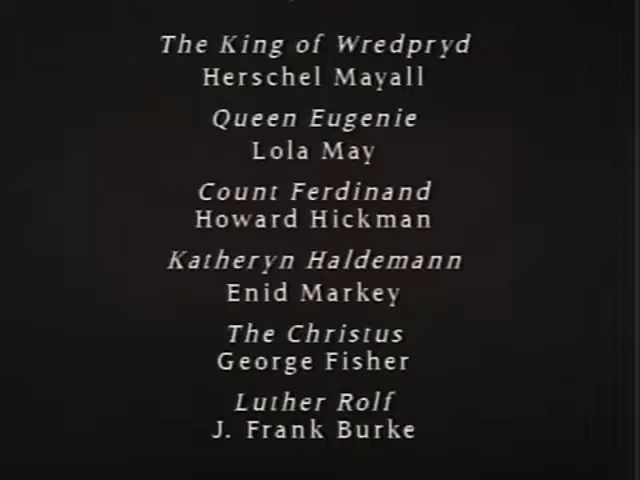 The King of Wredpryd
Herschel Mayall
Queen Eugenie
Lola May
Count Ferdinand
Howard Hickman
Katheryn Haldemann
Enid Markey
The Christus
George Fisher
Luther Rolf
J. Frank Burke